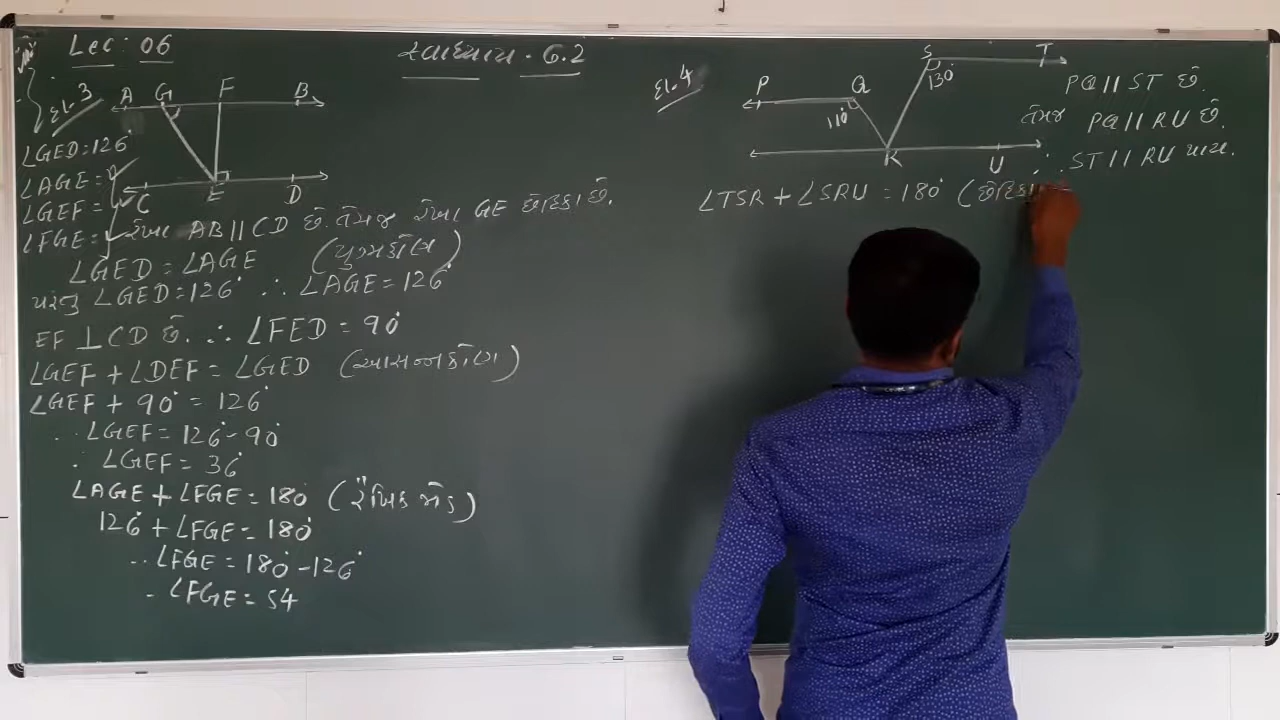 Lec: 06
સ્વાધ્યાય. 6.2
દા.3
A G F B
C E D
∠GED=126°
∠AGE=
∠GEF=
∠FGE=
રેખા AB||CD છે. તેમજ રેખા GE છેદિકા છે.
∠GED = ∠AGE (યુગ્મકોણ)
પરંતુ ∠GED=126° ∴ ∠AGE=126°
EF ⊥ CD છે. ∴ ∠FED = 90°
∠GEF + ∠DEF = ∠GED (આસન્નકોણ)
∠GEF + 90° = 126°
∴ ∠GEF = 126°-90°
∴ ∠GEF = 36°
∠AGE + ∠FGE = 180° (રૈખિક જોડ)
126° + ∠FGE = 180°
∴ ∠FGE = 180°-126°
∴ ∠FGE = 54
દા.4
P Q S T
110° 130°
R U
PQ || ST છે.
તેમજ PQ || RU છે.
∴ ST || RU થાય.
∠TSR + ∠SRU = 180° (છેદિકા